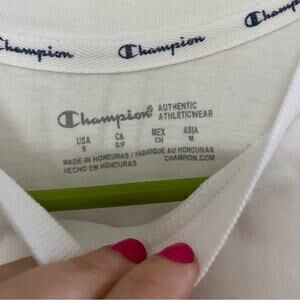 Champion
Champion
Champion
Champion® AUTHENTIC
ATHLETICWEAR
USA CA MEX ASIA
S S/P CH M
MADE IN HONDURAS / FABRIQUÉ AU HONDURAS
HECHO EN HONDURAS CHAMPION.COM